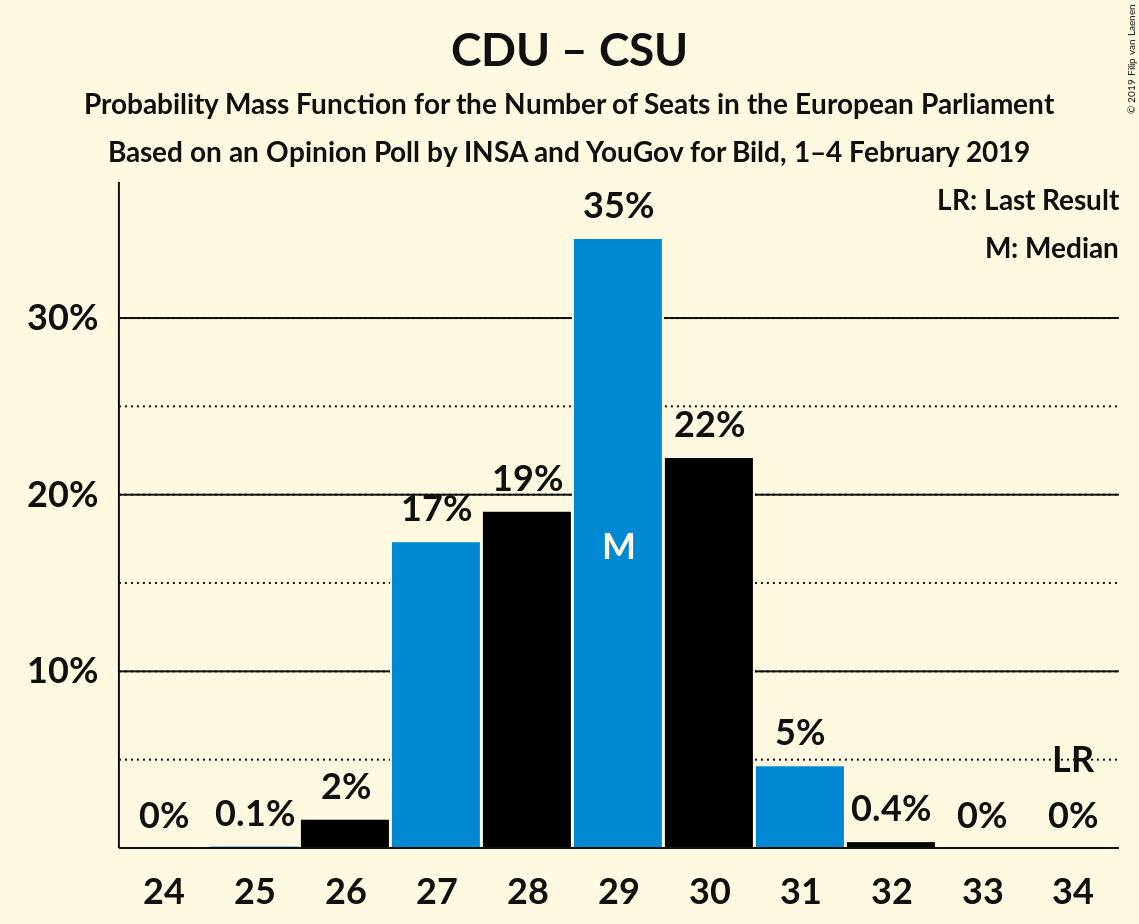 CDU – CSU
Probability Mass Function for the Number of Seats in the European Parliament
Based on an Opinion Poll by INSA and YouGov for Bild, 1–4 February 2019
© 2019 Filip van Laenen
LR: Last Result
M: Median
35%
30%
22%
20%
19%
17%
M
10%
5%
LR
2%
0%
0.1%
0.4%
0%
0%
24 25 26 27 28 29 30 31 32 33 34